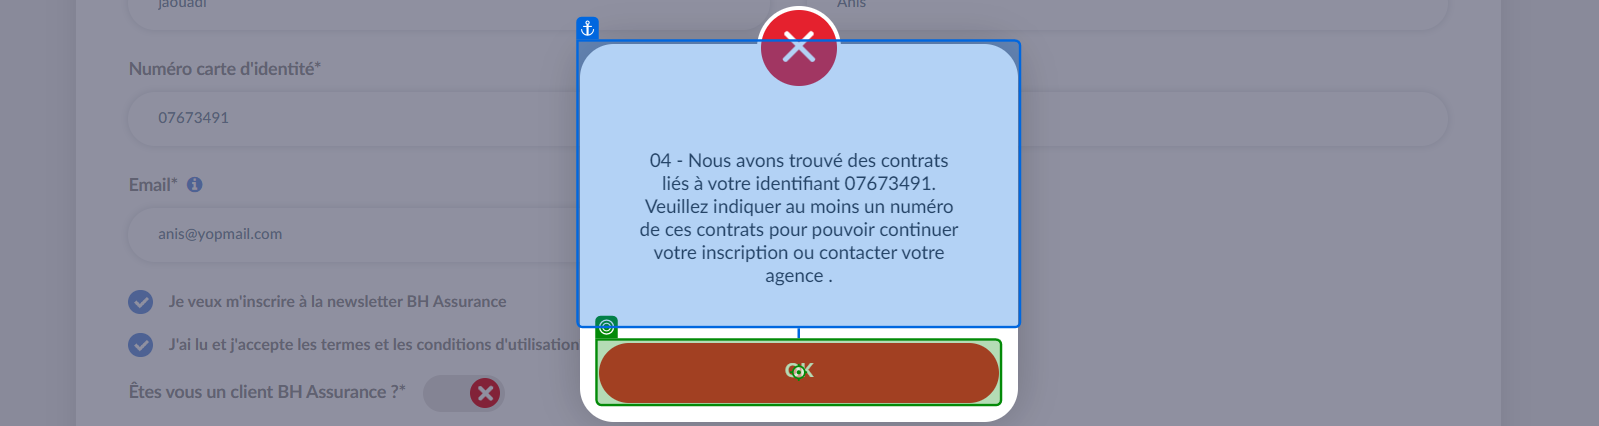 jaouadi
Anis
Numéro carte d'identité*
07673491
Email*
anis@yopmail.com
Je veux m'inscrire à la newsletter BH Assurance
J'ai lu et j'accepte les termes et les conditions d'utilisation
Êtes vous un client BH Assurance ?*
04 - Nous avons trouvé des contrats
liés à votre identifiant 07673491.
Veuillez indiquer au moins un numéro
de ces contrats pour pouvoir continuer
votre inscription ou contacter votre
agence .
OK